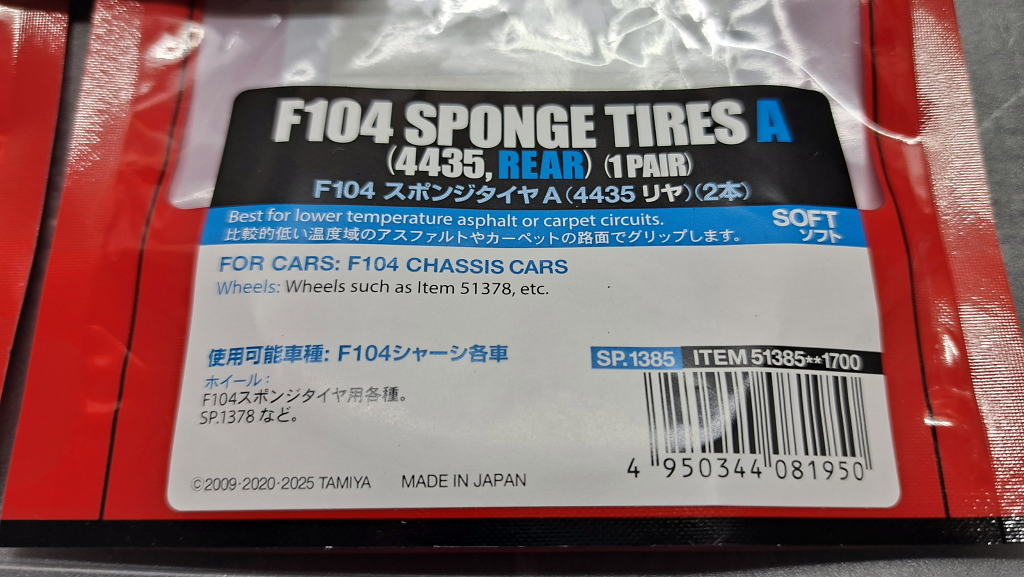 F104 SPONGE TIRES A
(4435, REAR) (1 PAIR)
F104 スポンジタイヤ A (4435 リヤ)(2本)
Best for lower temperature asphalt or carpet circuits.
比較的低い温度域のアスファルトやカーペットの路面でグリップします。
SOFT
ソフト
FOR CARS: F104 CHASSIS CARS
Wheels: Wheels such as Item 51378, etc.
使用可能車種: F104シャーシ各車
ホイール:
F104スポンジタイヤ用各種。
SP.1378 など。
SP.1385 ITEM 51385**1700
4 950344 081950
©2009·2020·2025 TAMIYA MADE IN JAPAN